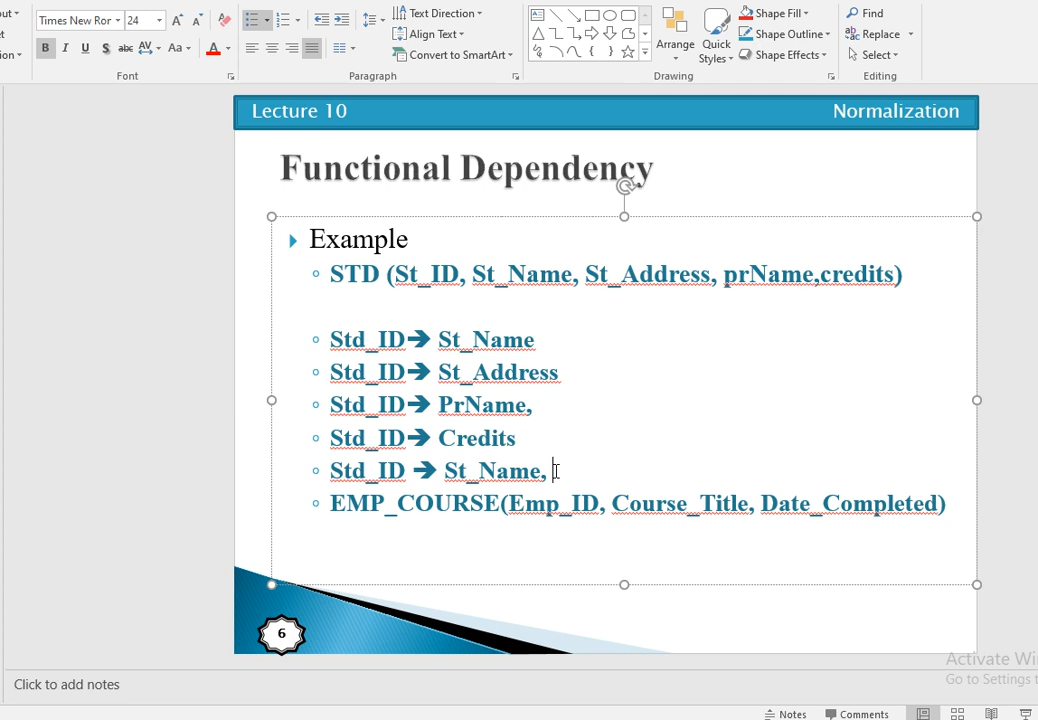 Times New Ror
24
Text Direction
Shape Fill
Find
Align Text
Arrange
Quick
Shape Outline
Replace
B I U S abc AV Aa A
Convert to SmartArt
Styles
Shape Effects
Select
Font
Paragraph
Drawing
Editing
Lecture 10
Normalization
Functional Dependency
Example
STD (St_ID, St_Name, St_Address, prName,credits)
Std_ID➔ St_Name
Std_ID➔ St_Address
Std_ID➔ PrName,
Std_ID➔ Credits
Std_ID ➔ St_Name,
EMP_COURSE(Emp_ID, Course_Title, Date_Completed)
6
Activate Wi
Go to Settings t
Click to add notes
Notes
Comments